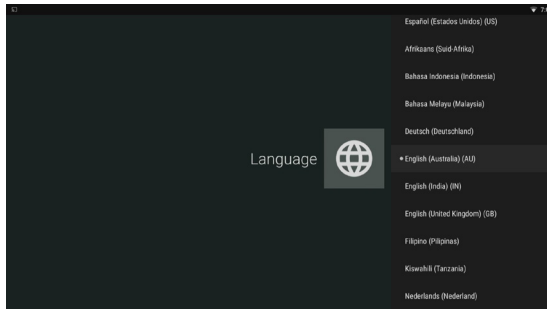 Español (Estados Unidos) (US)
Afrikaans (Suid-Afrika)
Bahasa Indonesia (Indonesia)
Bahasa Melayu (Malaysia)
Deutsch (Deutschland)
Language
English (Australia) (AU)
English (India) (IN)
English (United Kingdom) (GB)
Filipino (Pilipinas)
Kiswahili (Tanzania)
Nederlands (Nederland)